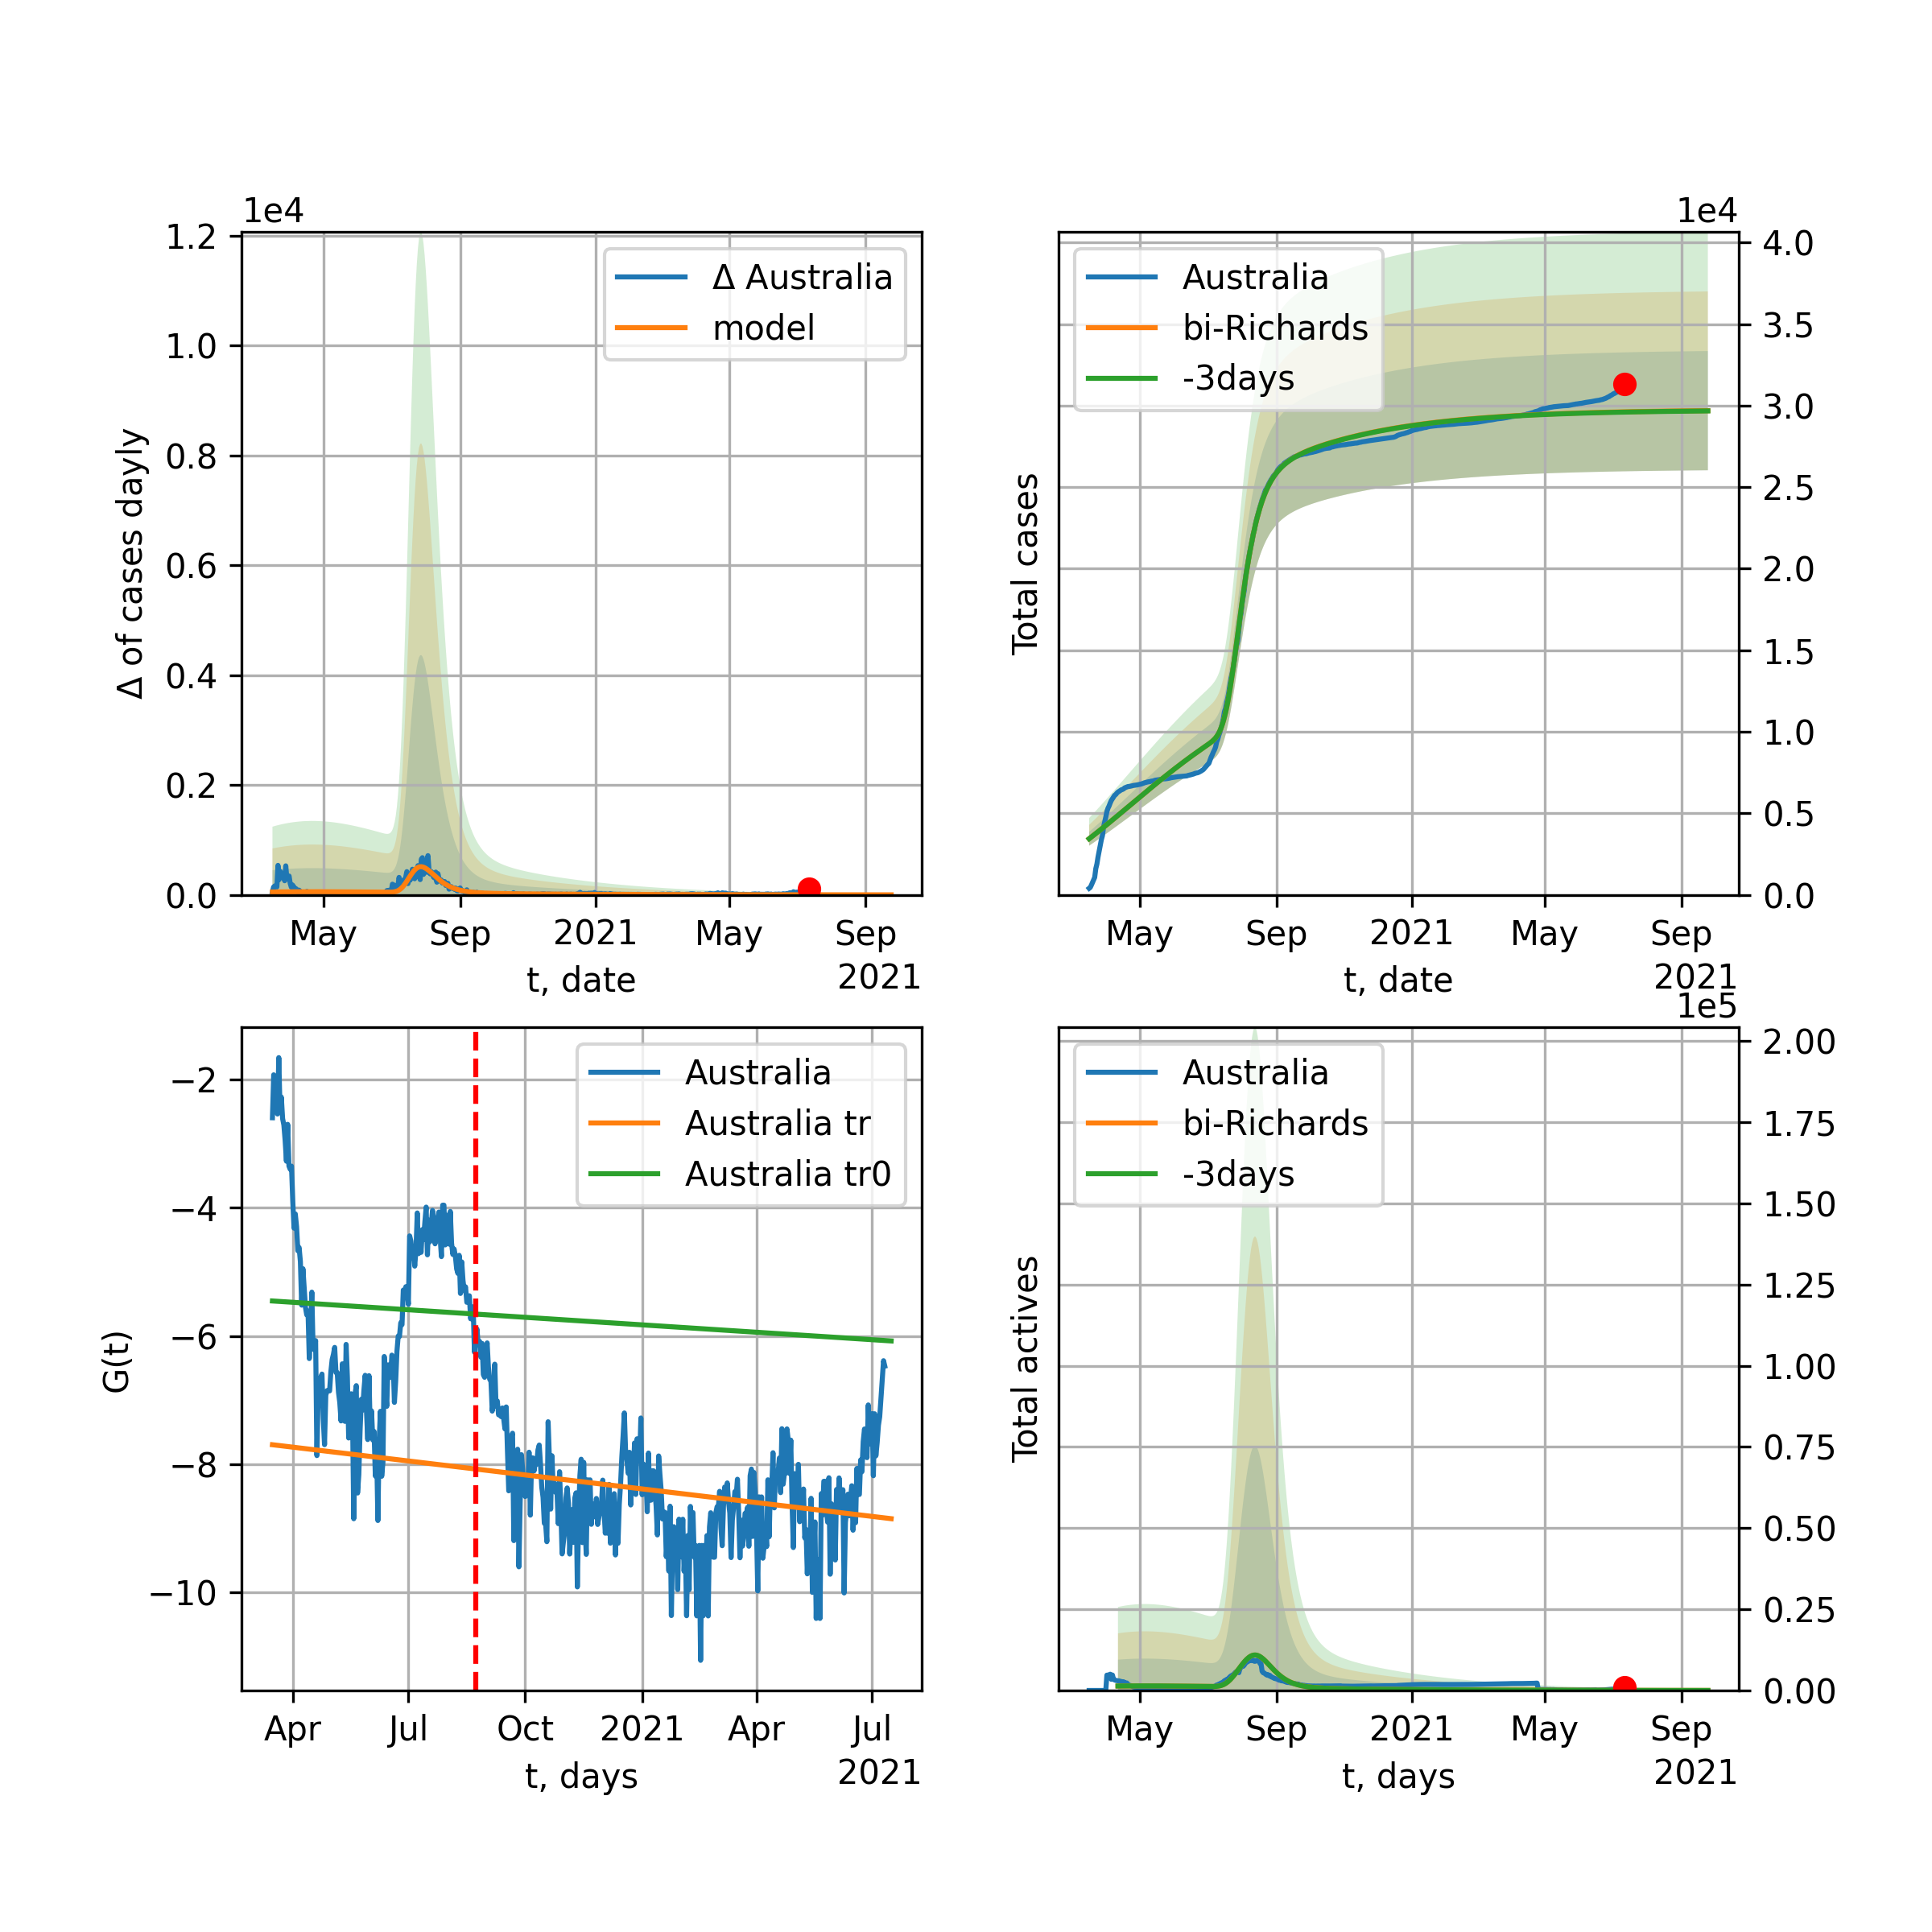 1e4
1.2
1.0
0.8
0.6
0.4
0.2
0.0
Δ of cases dayly
Δ Australia
model
May Sep 2021 May Sep
t, date
2021
1e4
4.0
3.5
3.0
2.5
2.0
1.5
1.0
0.5
0.0
Total cases
Australia
bi-Richards
-3days
May Sep 2021 May Sep
t, date
2021
−2
−4
−6
−8
−10
G(t)
Australia
Australia tr
Australia tr0
Apr Jul Oct 2021 Apr Jul
t, days
2021
1e5
2.00
1.75
1.50
1.25
1.00
0.75
0.50
0.25
0.00
Total actives
Australia
bi-Richards
-3days
May Sep 2021 May Sep
t, days
2021